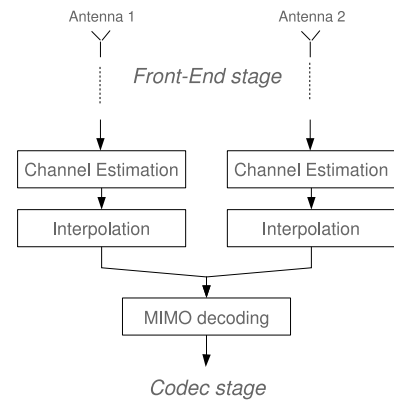 Antenna 1
Antenna 2
Front-End stage
Channel Estimation
Channel Estimation
Interpolation
Interpolation
MIMO decoding
Codec stage